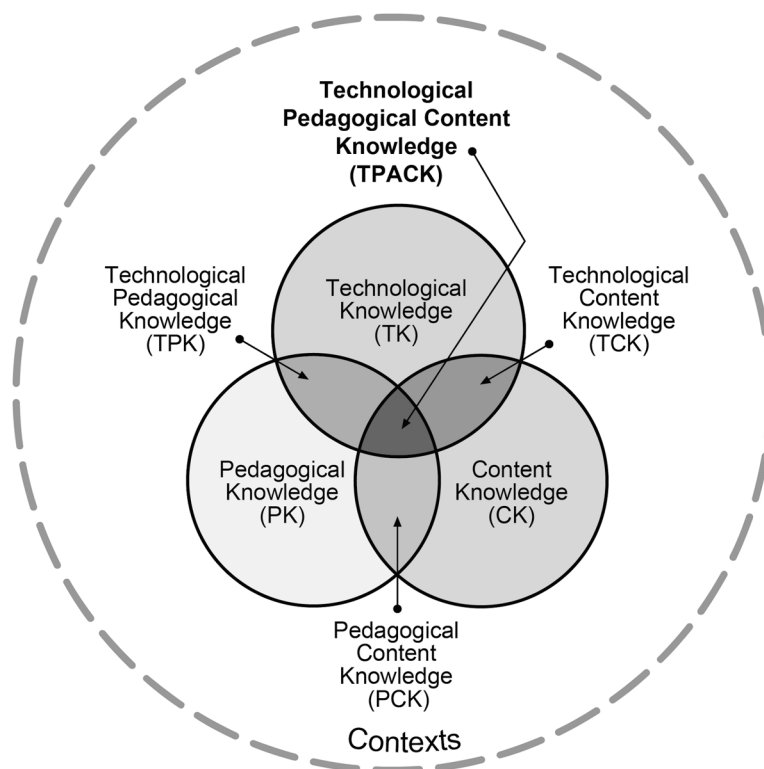 Technological
Pedagogical Content
Knowledge
(TPACK)
Technological
Pedagogical
Knowledge
(TPK)
Technological
Knowledge
(TK)
Technological
Content
Knowledge
(TCK)
Pedagogical
Knowledge
(PK)
Content
Knowledge
(CK)
Pedagogical
Content
Knowledge
(PCK)
Contexts